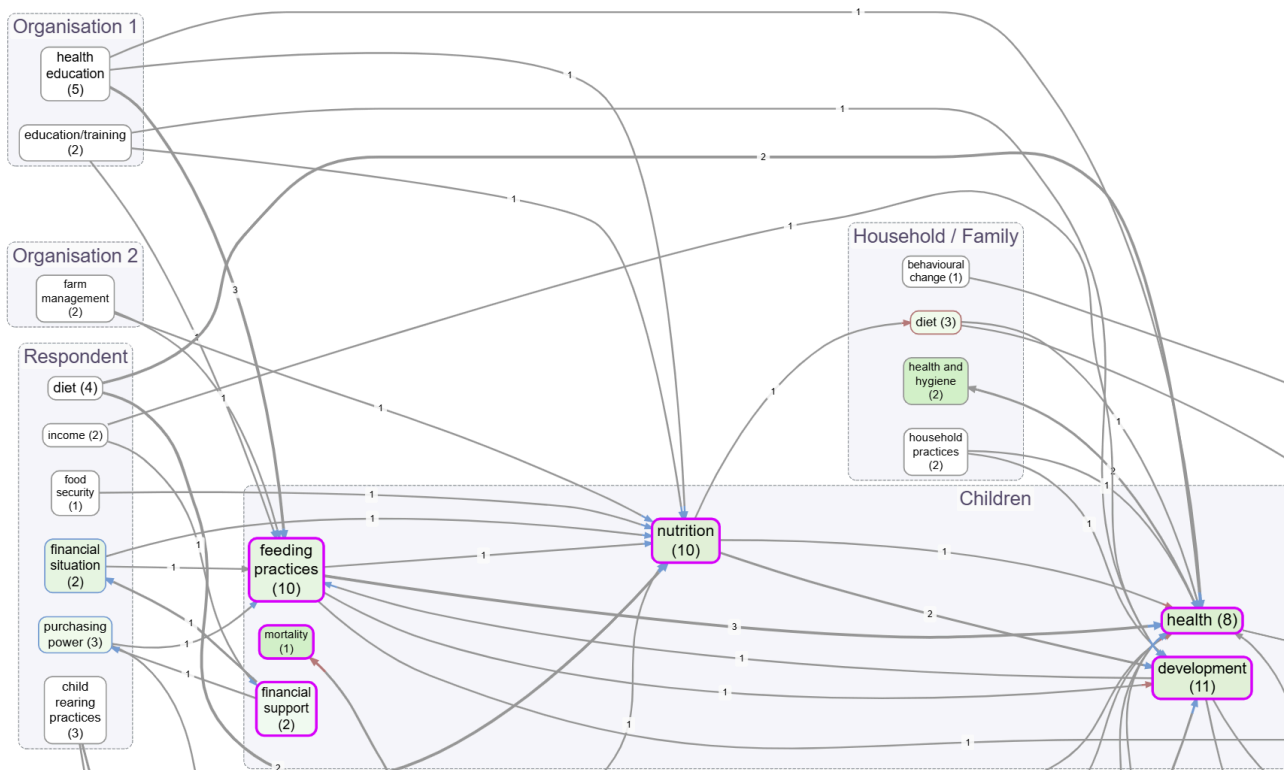 Organisation 1
health
education
(5)
education/training
(2)
Organisation 2
farm
management
(2)
Respondent
diet (4)
income (2)
food
security
(1)
financial
situation
(2)
purchasing
power (3)
child
rearing
practices
(3)
Household / Family
behavioural
change (1)
diet (3)
health and
hygiene
(2)
household
practices
(2)
Children
feeding
practices
(10)
mortality
(1)
financial
support
(2)
nutrition
(10)
health (8)
development
(11)
1
1
1
2
1
1
3
1
1
1
1
1
1
1
2
1
1
1
1
1
1
1
1
1
2
3
1
1
1
1
2